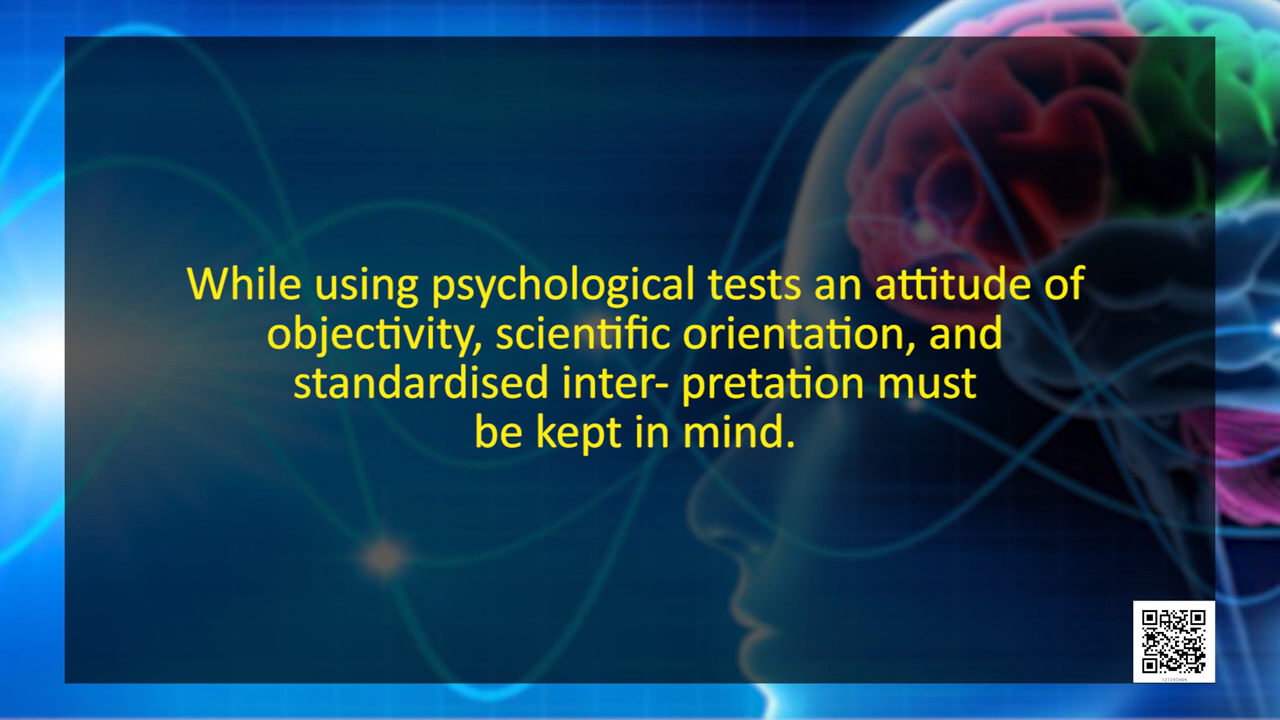 While using psychological tests an attitude of
objectivity, scientific orientation, and
standardised inter- pretation must
be kept in mind.